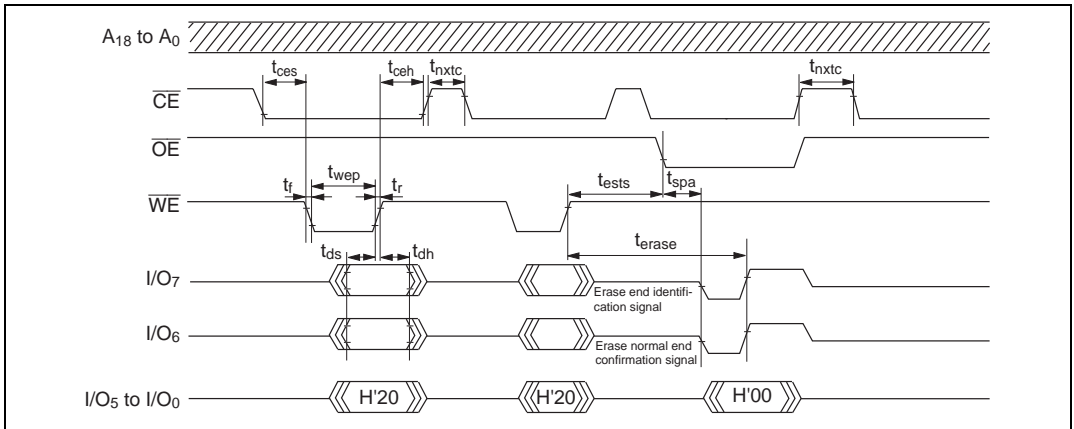 A18 to A0
tces
tceh
tnxtc
tnxtc
CE
OE
twep
tests
tspa
tf
tr
WE
terase
tds
tdh
I/O7
Erase end identifi-
cation signal
I/O6
Erase normal end
confirmation signal
I/O5 to I/O0
H'20
H'20
H'00